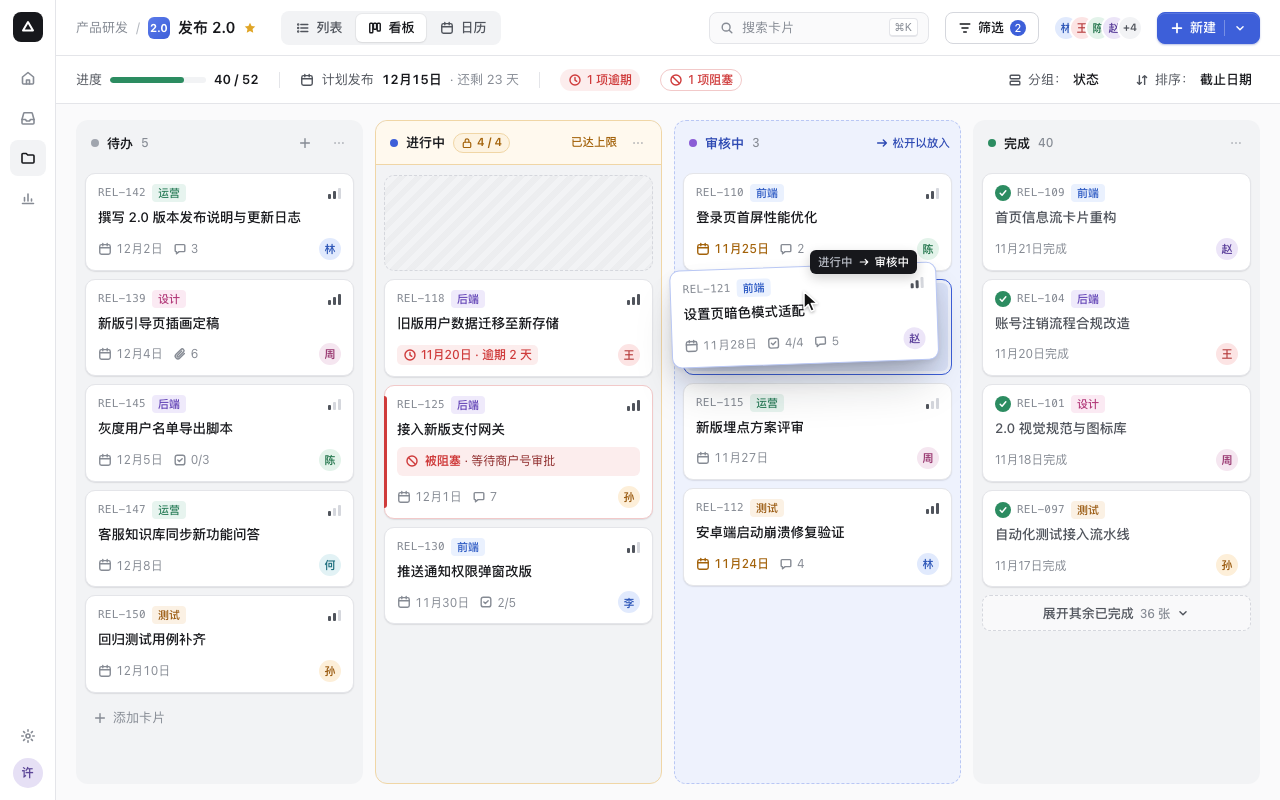 产品研发 / 2.0 发布 2.0
列表 看板 日历
搜索卡片 ⌘K
筛选 2
林 王 陈 赵 +4
新建
进度 40 / 52
计划发布 12月15日 · 还剩 23 天
1 项逾期
1 项阻塞
分组: 状态
排序: 截止日期
待办 5
REL-142 运营
撰写 2.0 版本发布说明与更新日志
12月2日 3 林
REL-139 设计
新版引导页插画定稿
12月4日 6 周
REL-145 后端
灰度用户名单导出脚本
12月5日 0/3 陈
REL-147 运营
客服知识库同步新功能问答
12月8日 何
REL-150 测试
回归测试用例补齐
12月10日 孙
添加卡片
进行中 4 / 4 已达上限
REL-118 后端
旧版用户数据迁移至新存储
11月20日 · 逾期 2 天 王
REL-125 后端
接入新版支付网关
被阻塞 · 等待商户号审批
12月1日 7 孙
REL-130 前端
推送通知权限弹窗改版
11月30日 2/5 李
审核中 3 → 松开以放入
REL-110 前端
登录页首屏性能优化
11月25日 2 陈
进行中 → 审核中
REL-121 前端
设置页暗色模式适配
11月28日 4/4 5 赵
REL-115 运营
新版埋点方案评审
11月27日 周
REL-112 测试
安卓端启动崩溃修复验证
11月24日 4 林
完成 40
REL-109 前端
首页信息流卡片重构
11月21日完成 赵
REL-104 后端
账号注销流程合规改造
11月20日完成 王
REL-101 设计
2.0 视觉规范与图标库
11月18日完成 周
REL-097 测试
自动化测试接入流水线
11月17日完成 孙
展开其余已完成 36 张
许